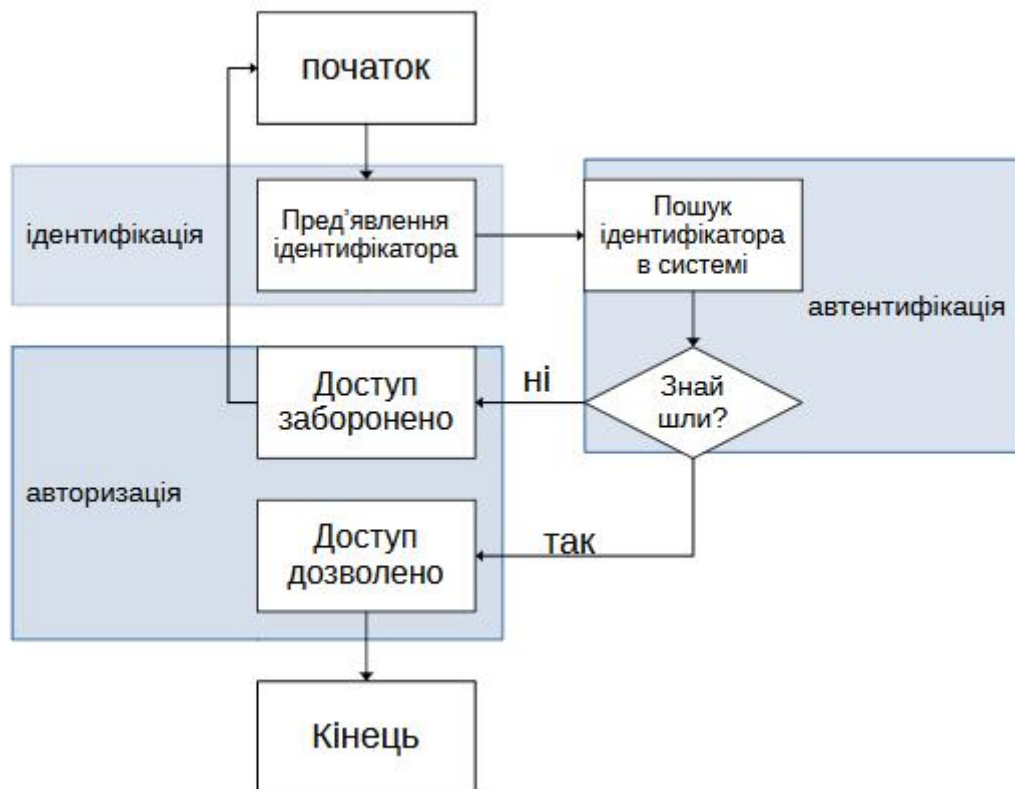 початок
ідентифікація
Пред’явлення
ідентифікатора
Пошук
ідентифікатора
в системі
автентифікація
Знай
шли?
ні
Доступ
заборонено
авторизація
так
Доступ
дозволено
Кінець